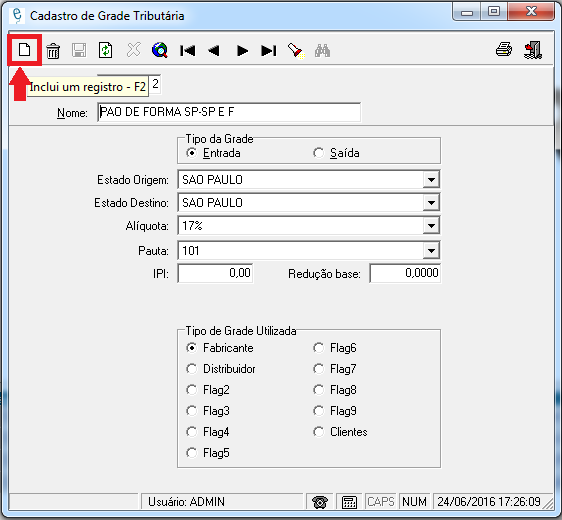 Cadastro de Grade Tributária
Inclui um registro - F2
2
Nome: PAO DE FORMA SP-SP E F
Tipo da Grade
Entrada Saída
Estado Origem: SAO PAULO
Estado Destino: SAO PAULO
Alíquota: 17%
Pauta: 101
IPI: 0,00 Redução base: 0,0000
Tipo de Grade Utilizada
Fabricante Flag6
Distribuidor Flag7
Flag2 Flag8
Flag3 Flag9
Flag4 Clientes
Flag5
Usuário: ADMIN CAPS NUM 24/06/2016 17:26:09